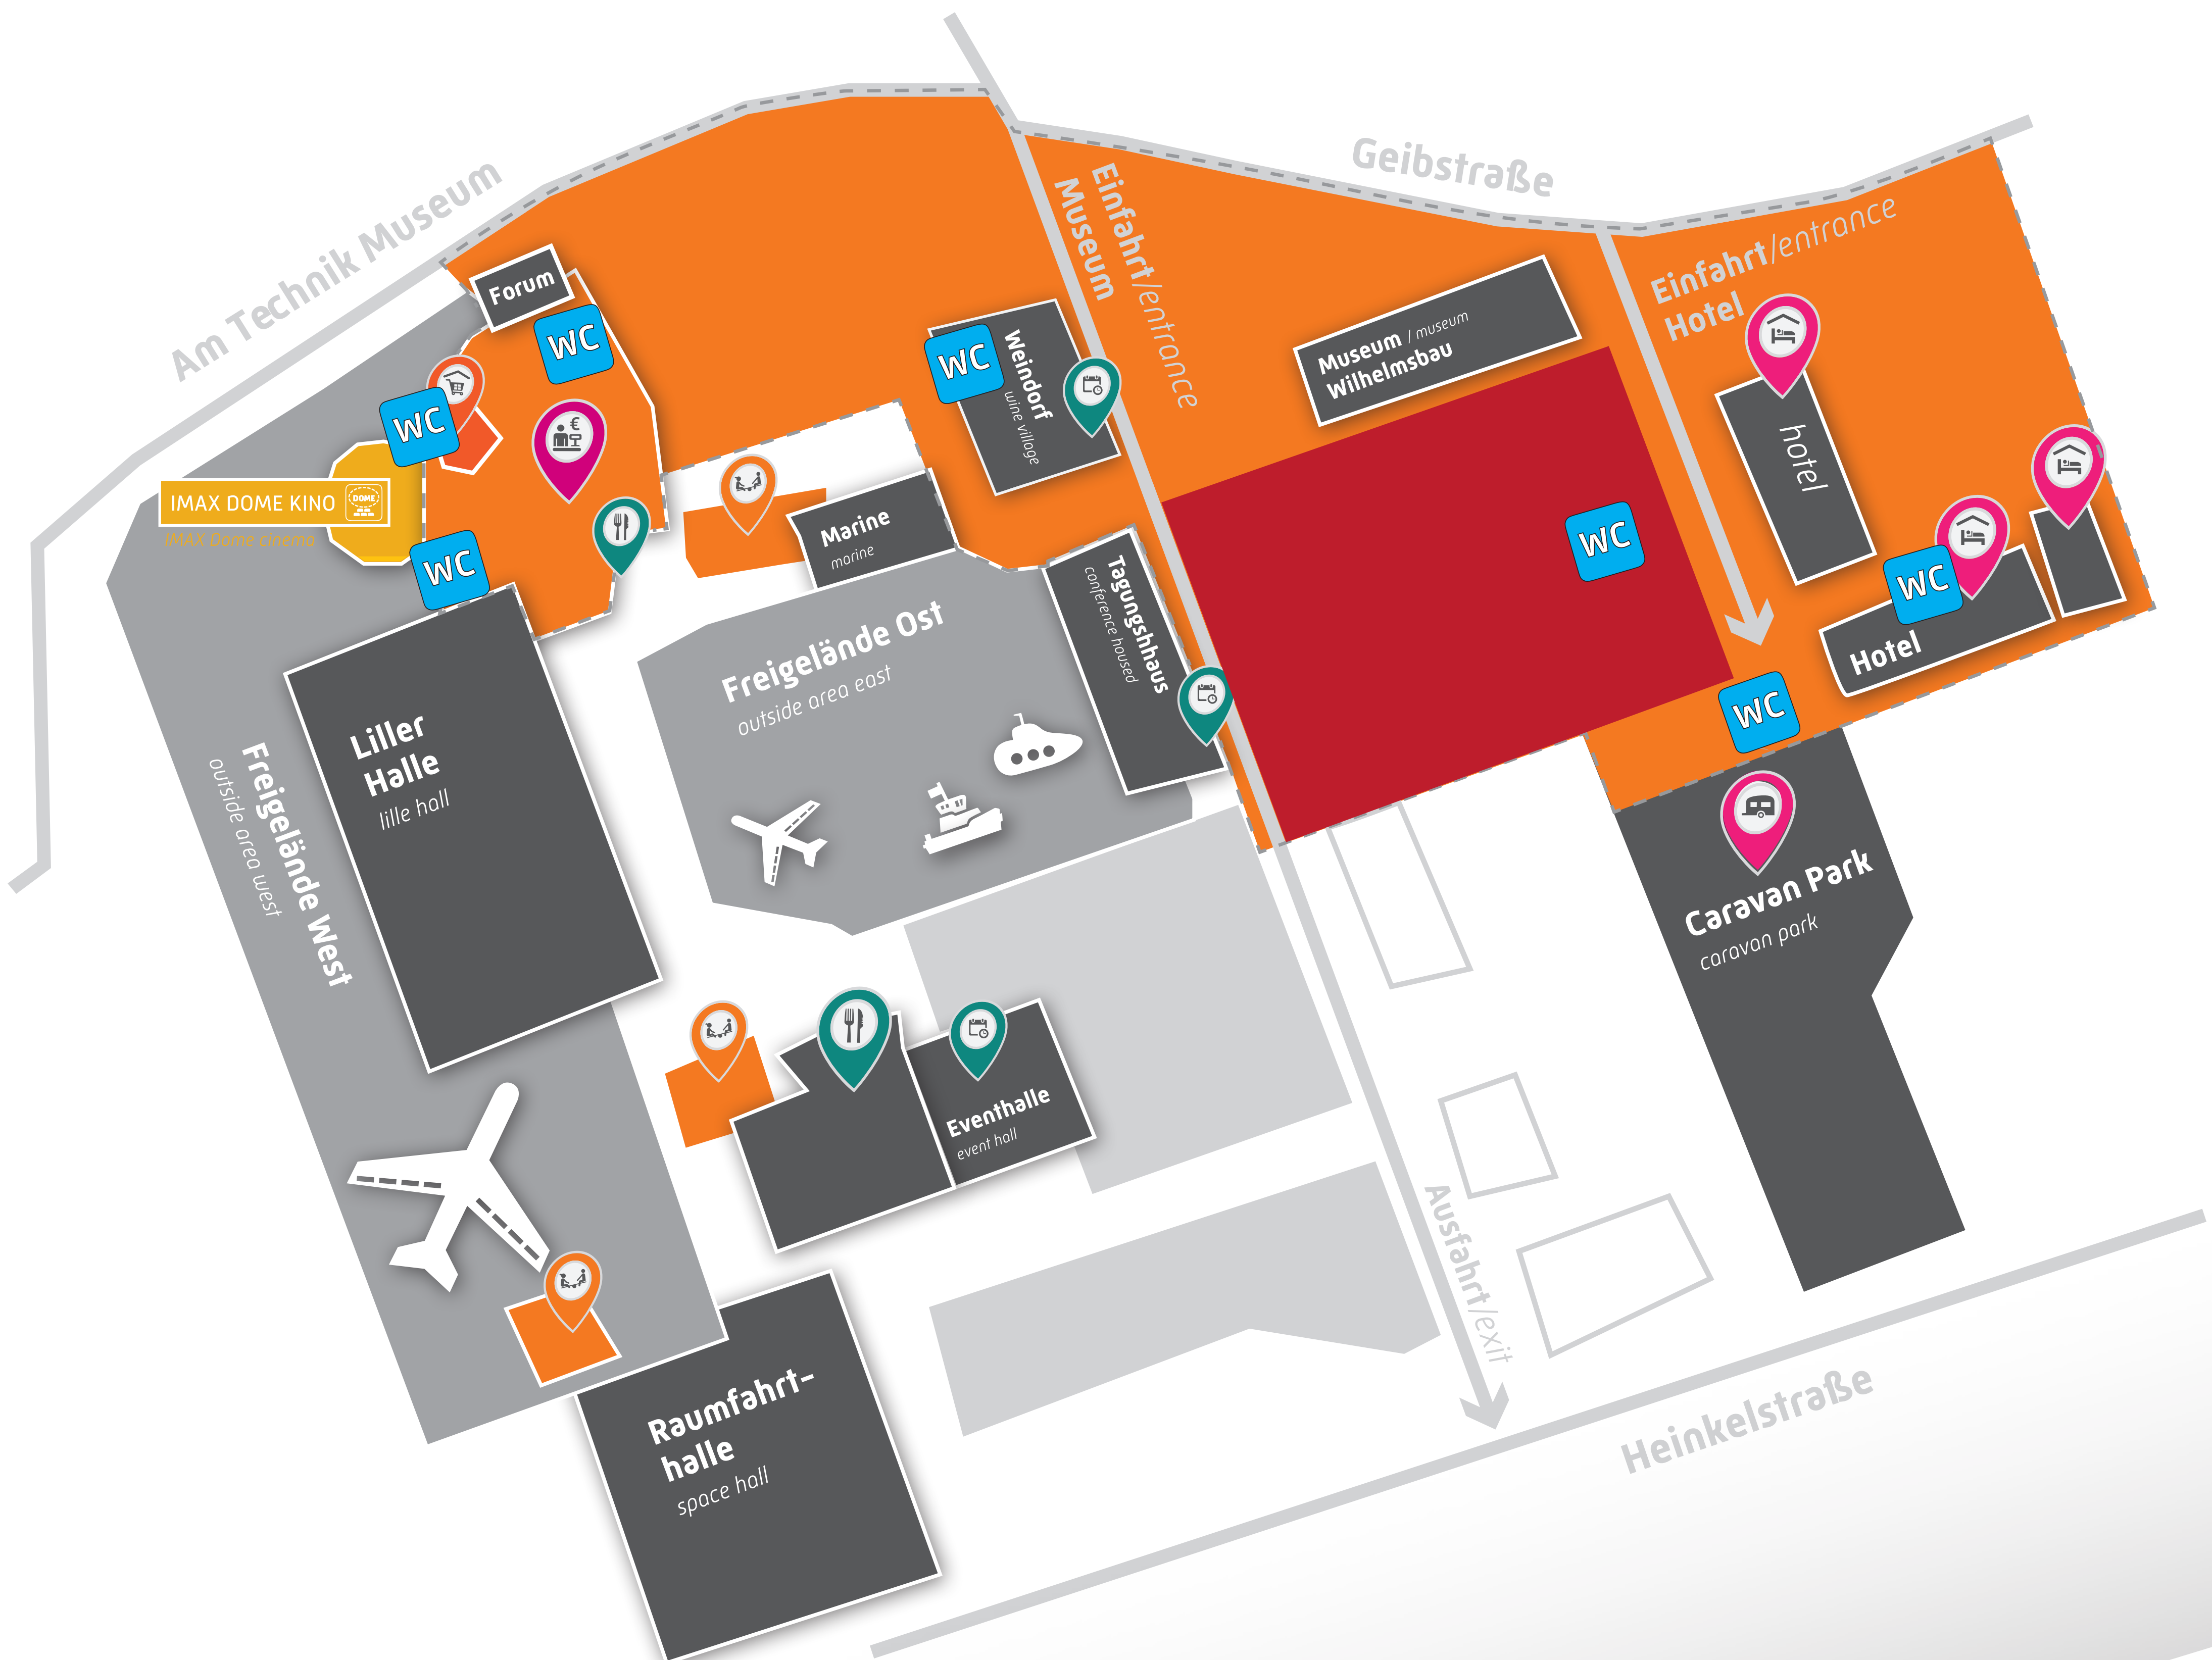 Am Technik Museum
Geibstraße
Einfahrt/entrance
Museum
Einfahrt/entrance
Hotel
Forum
WC
WC
WC
IMAX DOME KINO
DOME
IMAX Dome cinema
€
WC
Weindorf
wine village
Museum / museum
Wilhelmsbau
hotel
Marine
marine
WC
WC
Hotel
WC
Tagungshhaus
conference housed
Freigelände Ost
outside area east
Liller
Halle
lille hall
Freigelände West
outside area west
Caravan Park
caravan park
Eventhalle
event hall
Ausfahrt/exit
Raumfahrt-
halle
space hall
Heinkelstraße